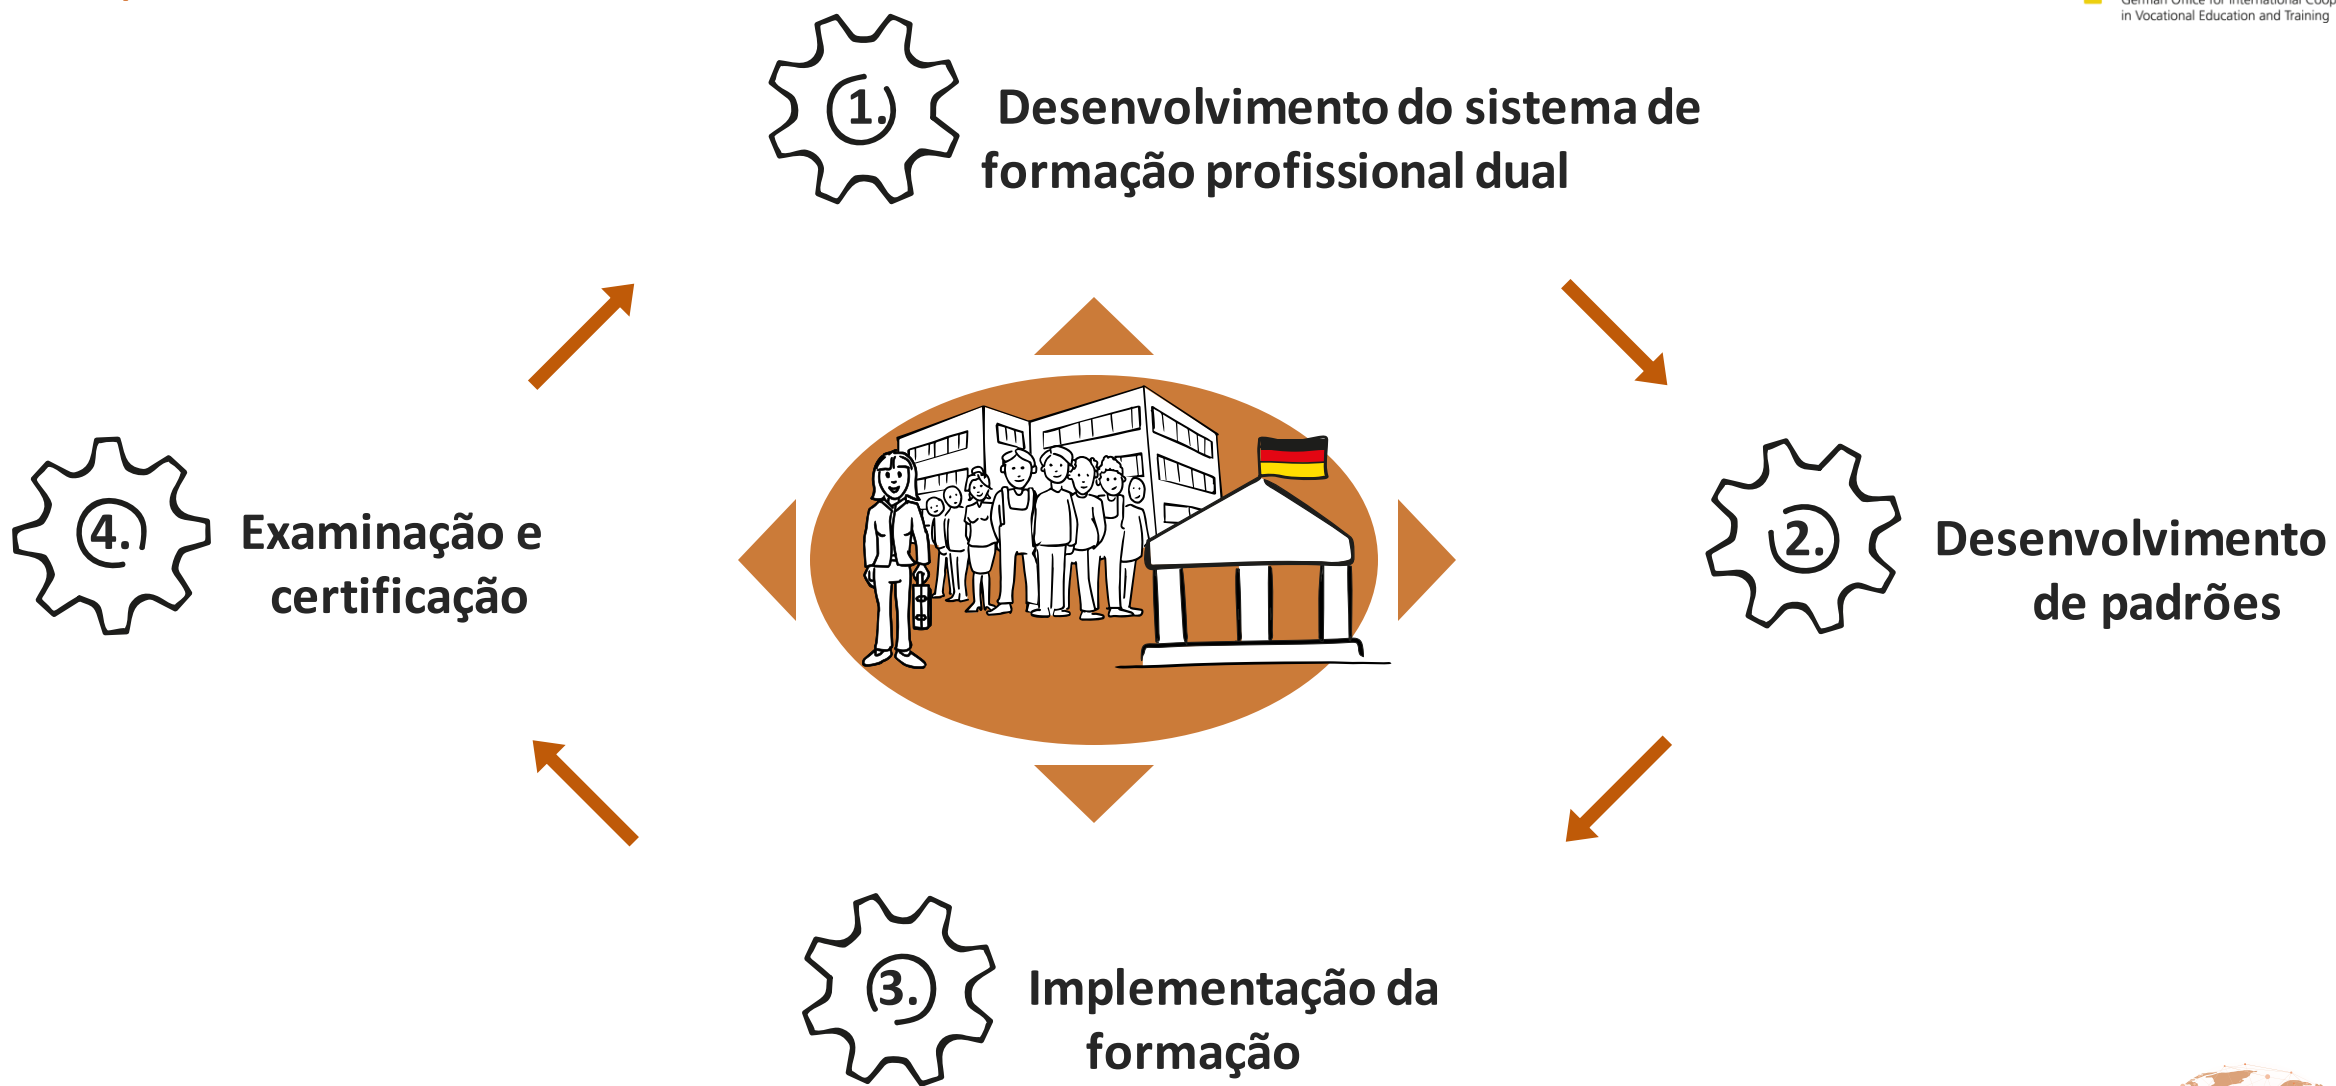 in Vocational Education and Training
1.
Desenvolvimento do sistema de
formação profissional dual
4.
Examinação e
certificação
2.
Desenvolvimento
de padrões
3.
Implementação da
formação